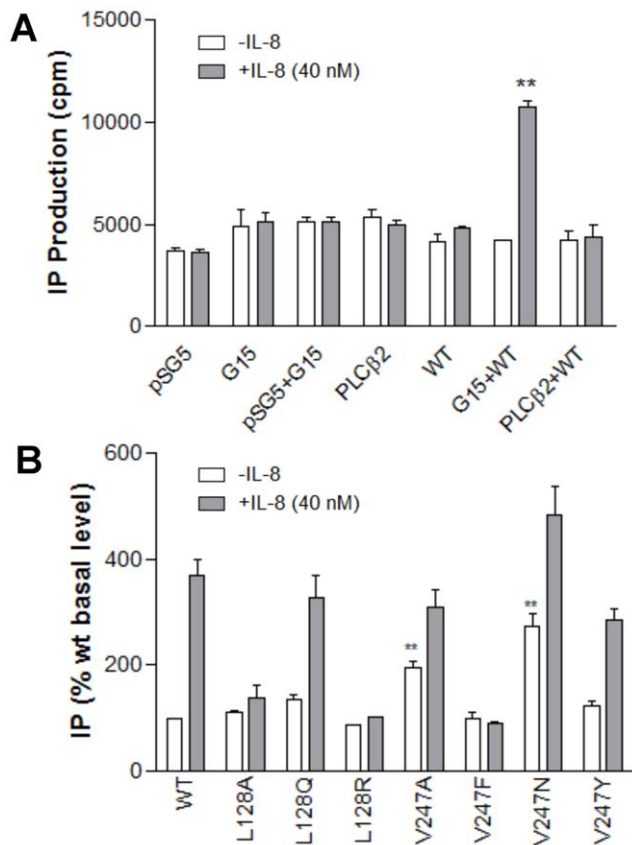 A
IP Production (cpm)
15000
10000
5000
0
-IL-8
+IL-8 (40 nM)
**
pSG5
G15
pSG5+G15
PLCβ2
WT
G15+WT
PLCβ2+WT
B
IP (% wt basal level)
600
400
200
0
-IL-8
+IL-8 (40 nM)
**
**
WT
L128A
L128Q
L128R
V247A
V247F
V247N
V247Y